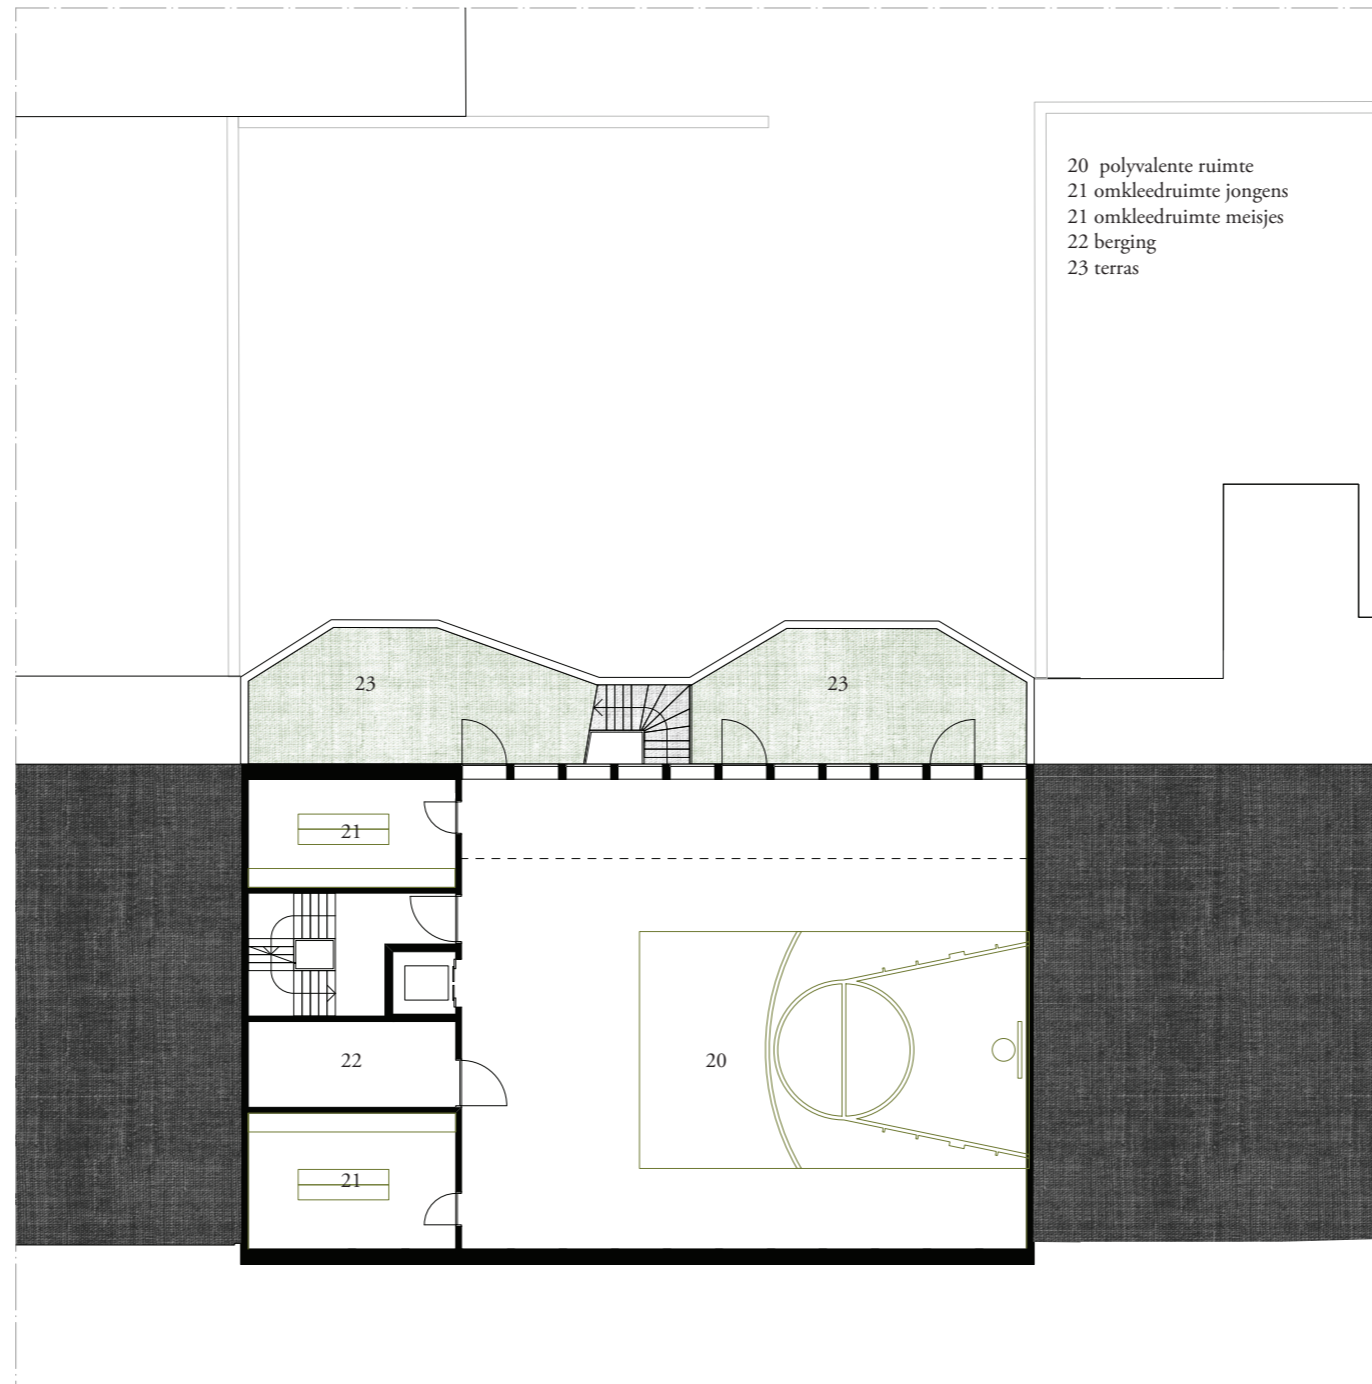 20 polyvalente ruimte
21 omkleedruimte jongens
21 omkleedruimte meisjes
22 berging
23 terras
23
23
21
22
20
21